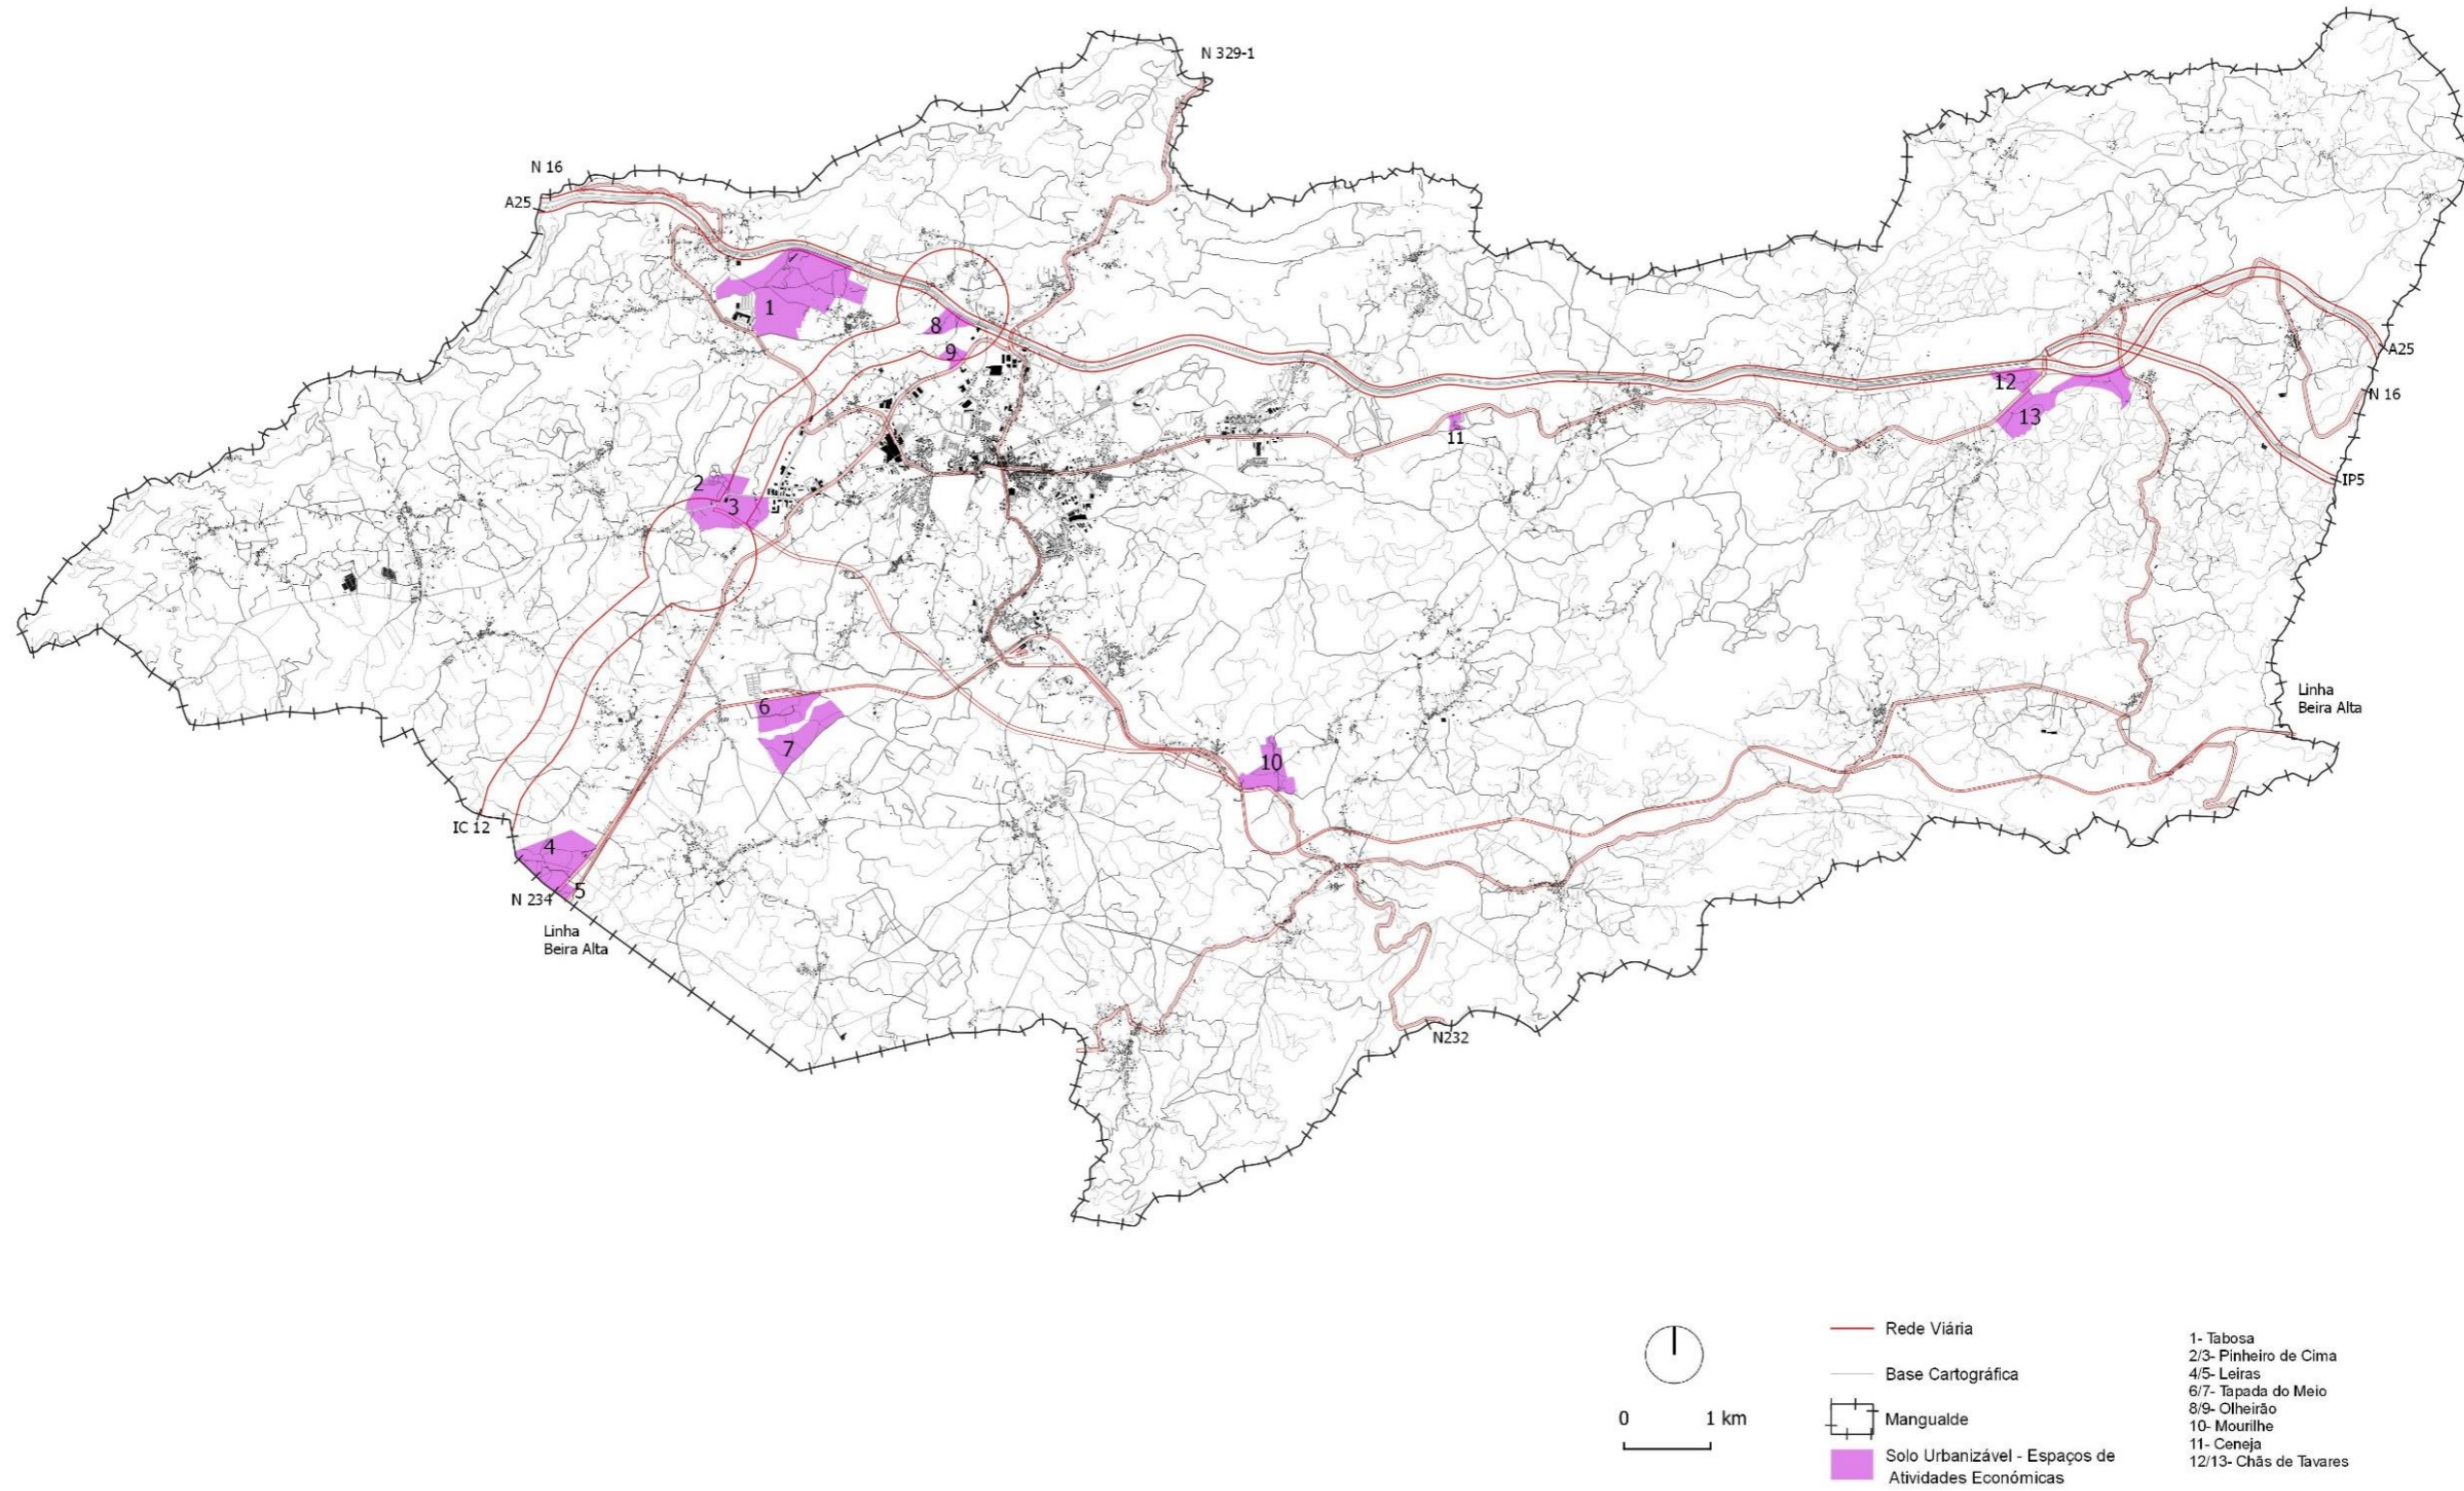 N 329-1
N 16
A25
1
8
9
A25
12
N 16
13
11
2
3
IP5
Linha
Beira Alta
6
7
10
IC 12
4
5
N 234
Linha
Beira Alta
N232
0 1 km
Rede Viária
Base Cartográfica
Mangualde
Solo Urbanizável - Espaços de
Atividades Económicas
1- Tabosa
2/3- Pinheiro de Cima
4/5- Leiras
6/7- Tapada do Meio
8/9- Olheirão
10- Mourilhe
11- Ceneja
12/13- Chãs de Tavares